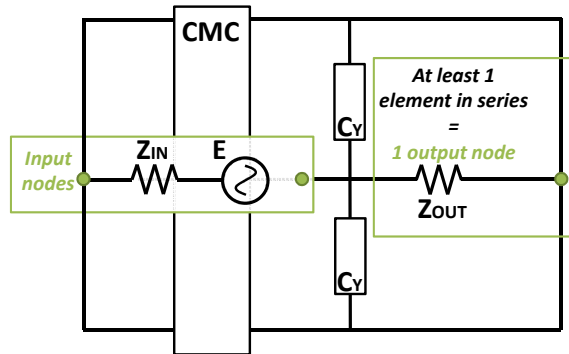 CMC
At least 1
element in series
=
1 output node
CY
Input
nodes
ZIN
E
ZOUT
CY